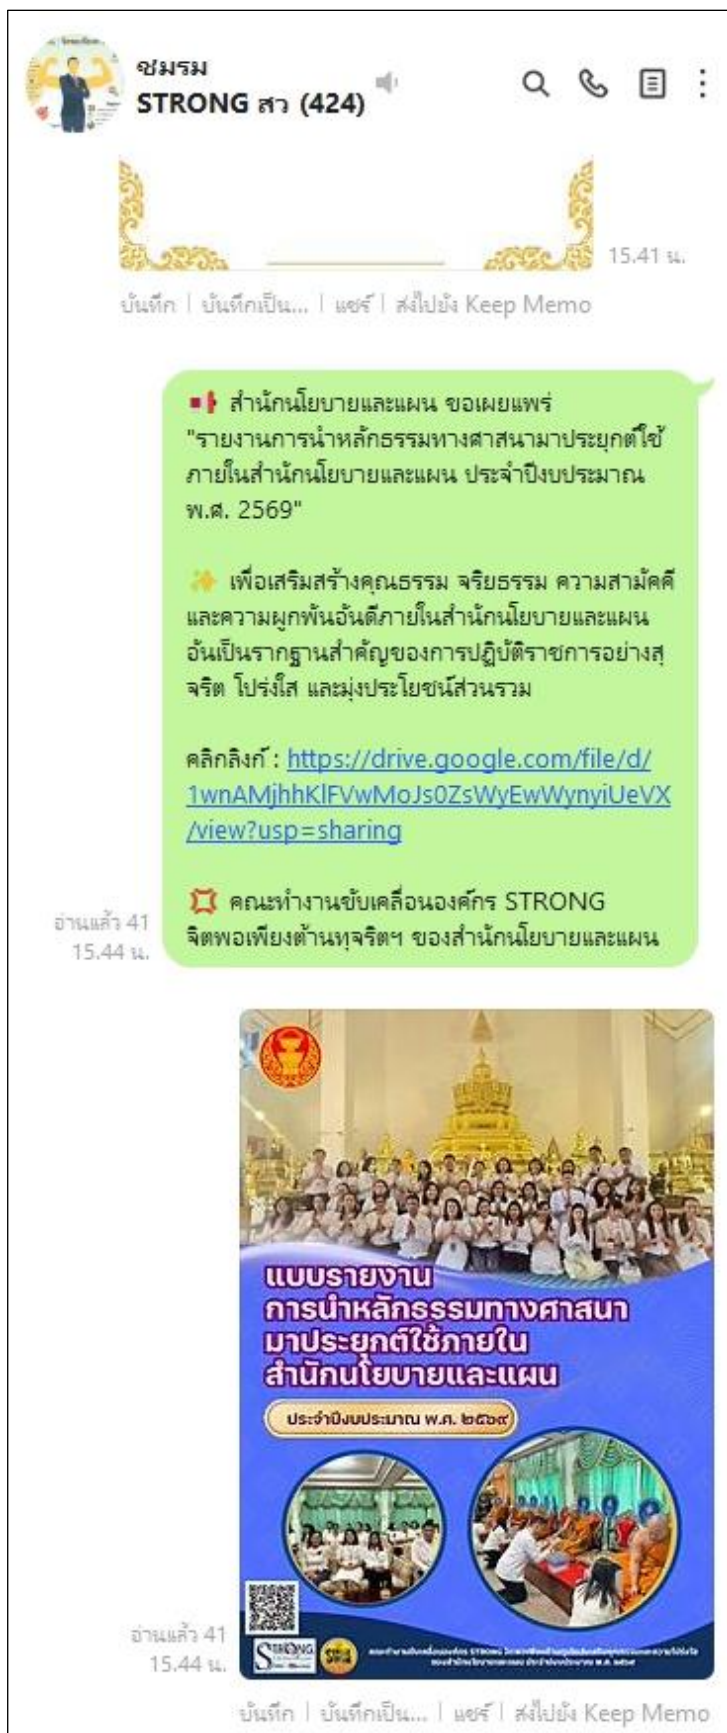 ชมรม
STRONG สว (424)
15.41 น.
บันทึก | บันทึกเป็น... | แชร์ | ส่งไปยัง Keep Memo
สำนักนโยบายและแผน ขอเผยแพร่
"รายงานการนำหลักธรรมทางศาสนามาประยุกต์ใช้
ภายในสำนักนโยบายและแผน ประจำปีงบประมาณ
พ.ศ. 2569"
เพื่อเสริมสร้างคุณธรรม จริยธรรม ความสามัคคี
และความผูกพันอันดีภายในสำนักนโยบายและแผน
อันเป็นรากฐานสำคัญของการปฏิบัติราชการอย่างสุ
จริต โปร่งใส และมุ่งประโยชน์ส่วนรวม
คลิกลิงก์ : https://drive.google.com/file/d/
1wnAMjhhKlFVwMoJs0ZsWyEwWynyiUeVX
/view?usp=sharing
คณะทำงานขับเคลื่อนองค์กร STRONG
จิตพอเพียงต้านทุจริตฯ ของสำนักนโยบายและแผน
อ่านแล้ว 41
15.44 น.
แบบรายงาน
การนำหลักธรรมทางศาสนา
มาประยุกต์ใช้ภายใน
สำนักนโยบายและแผน
ประจำปีงบประมาณ พ.ศ. ๒๕๖๙
STRONG
อ่านแล้ว 41
15.44 น.
บันทึก | บันทึกเป็น... | แชร์ | ส่งไปยัง Keep Memo